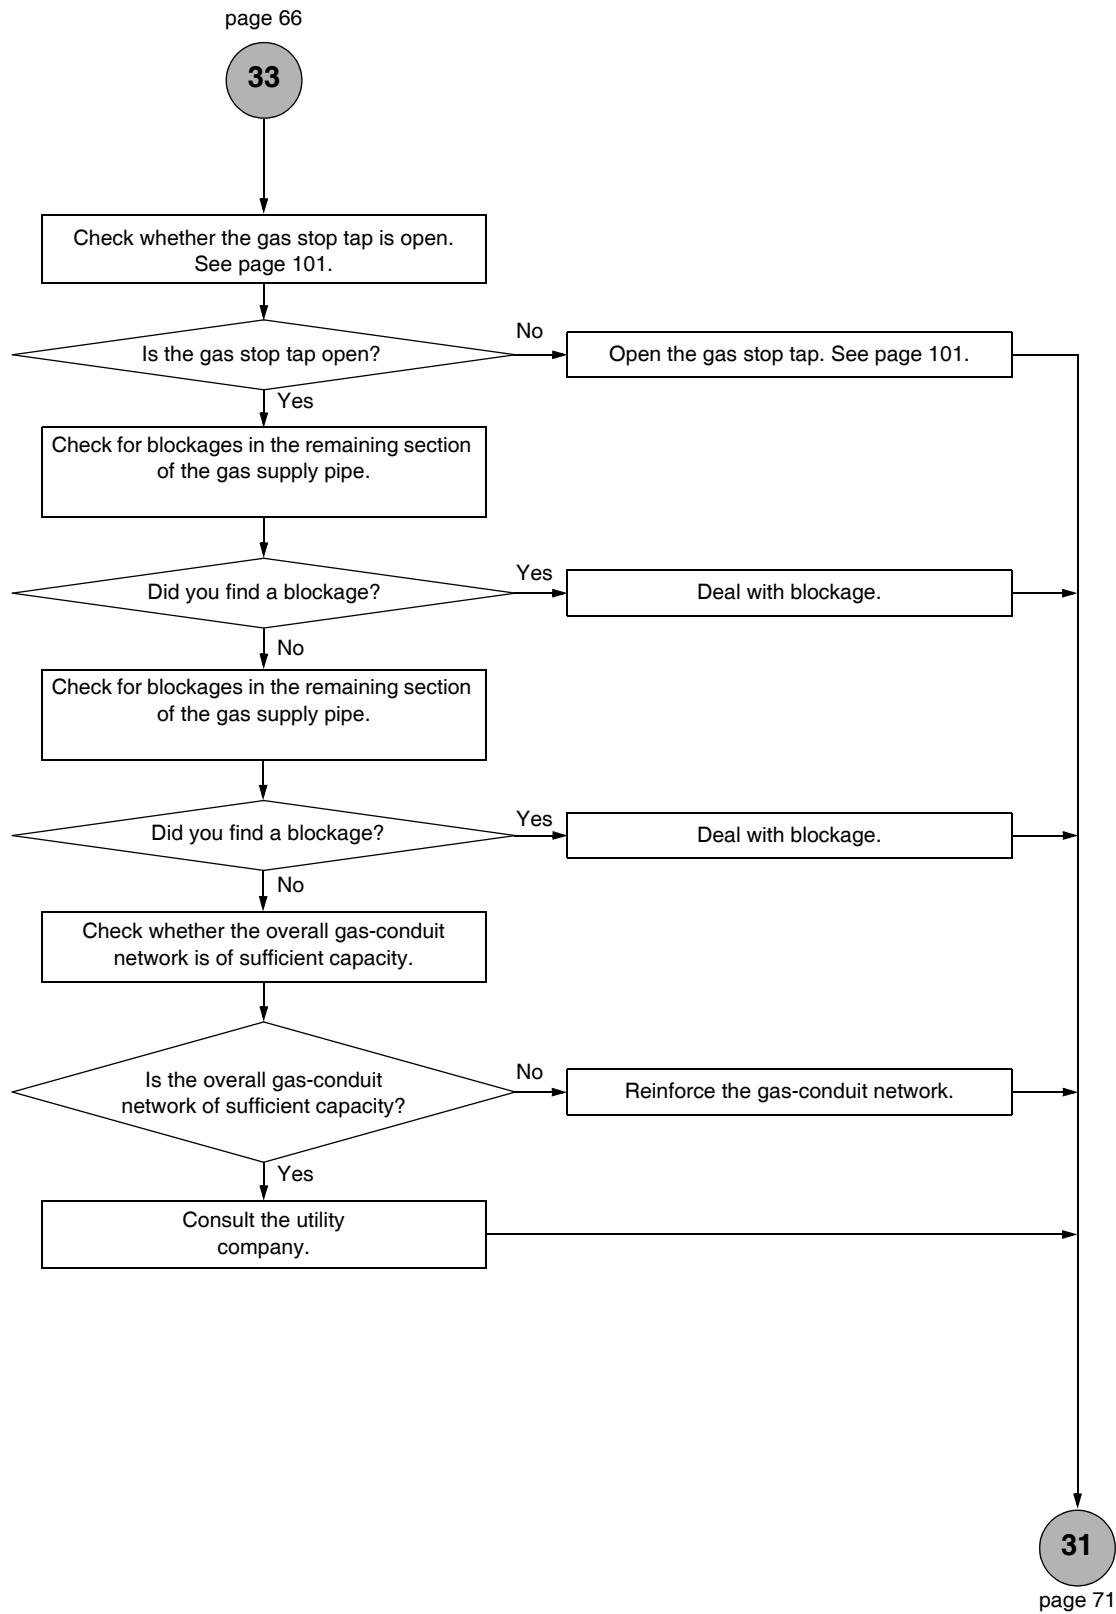 page 66
33
Check whether the gas stop tap is open.
See page 101.
Is the gas stop tap open?
No
Open the gas stop tap. See page 101.
Yes
Check for blockages in the remaining section
of the gas supply pipe.
Did you find a blockage?
Yes
Deal with blockage.
No
Check for blockages in the remaining section
of the gas supply pipe.
Did you find a blockage?
Yes
Deal with blockage.
No
Check whether the overall gas-conduit
network is of sufficient capacity.
Is the overall gas-conduit
network of sufficient capacity?
No
Reinforce the gas-conduit network.
Yes
Consult the utility
company.
31
page 71